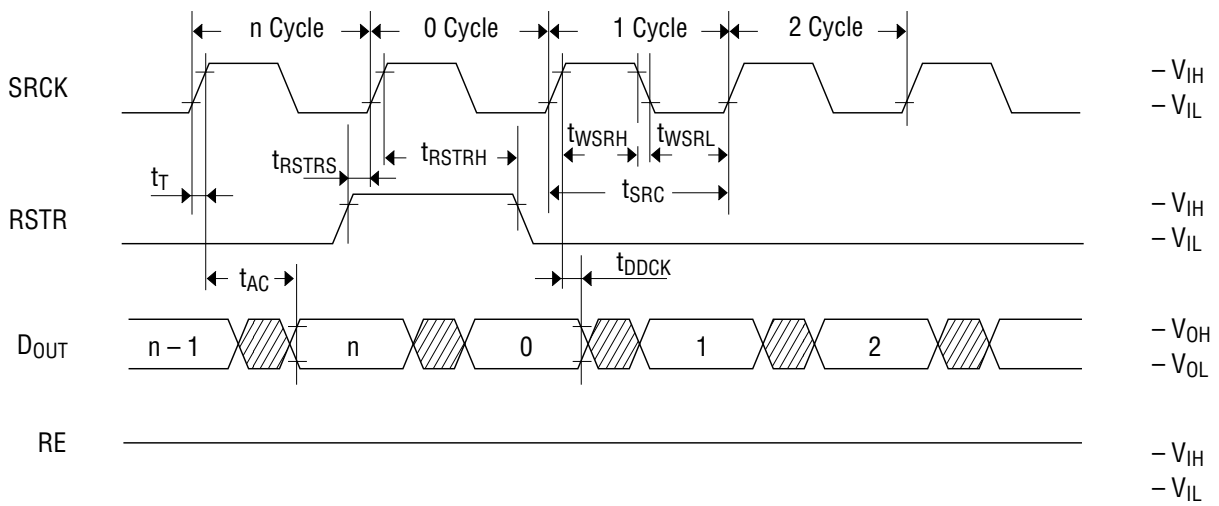 n Cycle 0 Cycle 1 Cycle 2 Cycle
SRCK
– VIH
– VIL
tT
tRSTRS
tRSTRH
tWSRH
tWSRL
tSRC
RSTR
– VIH
– VIL
tAC
tDDCK
DOUT
n – 1 n 0 1 2
– VOH
– VOL
RE
– VIH
– VIL